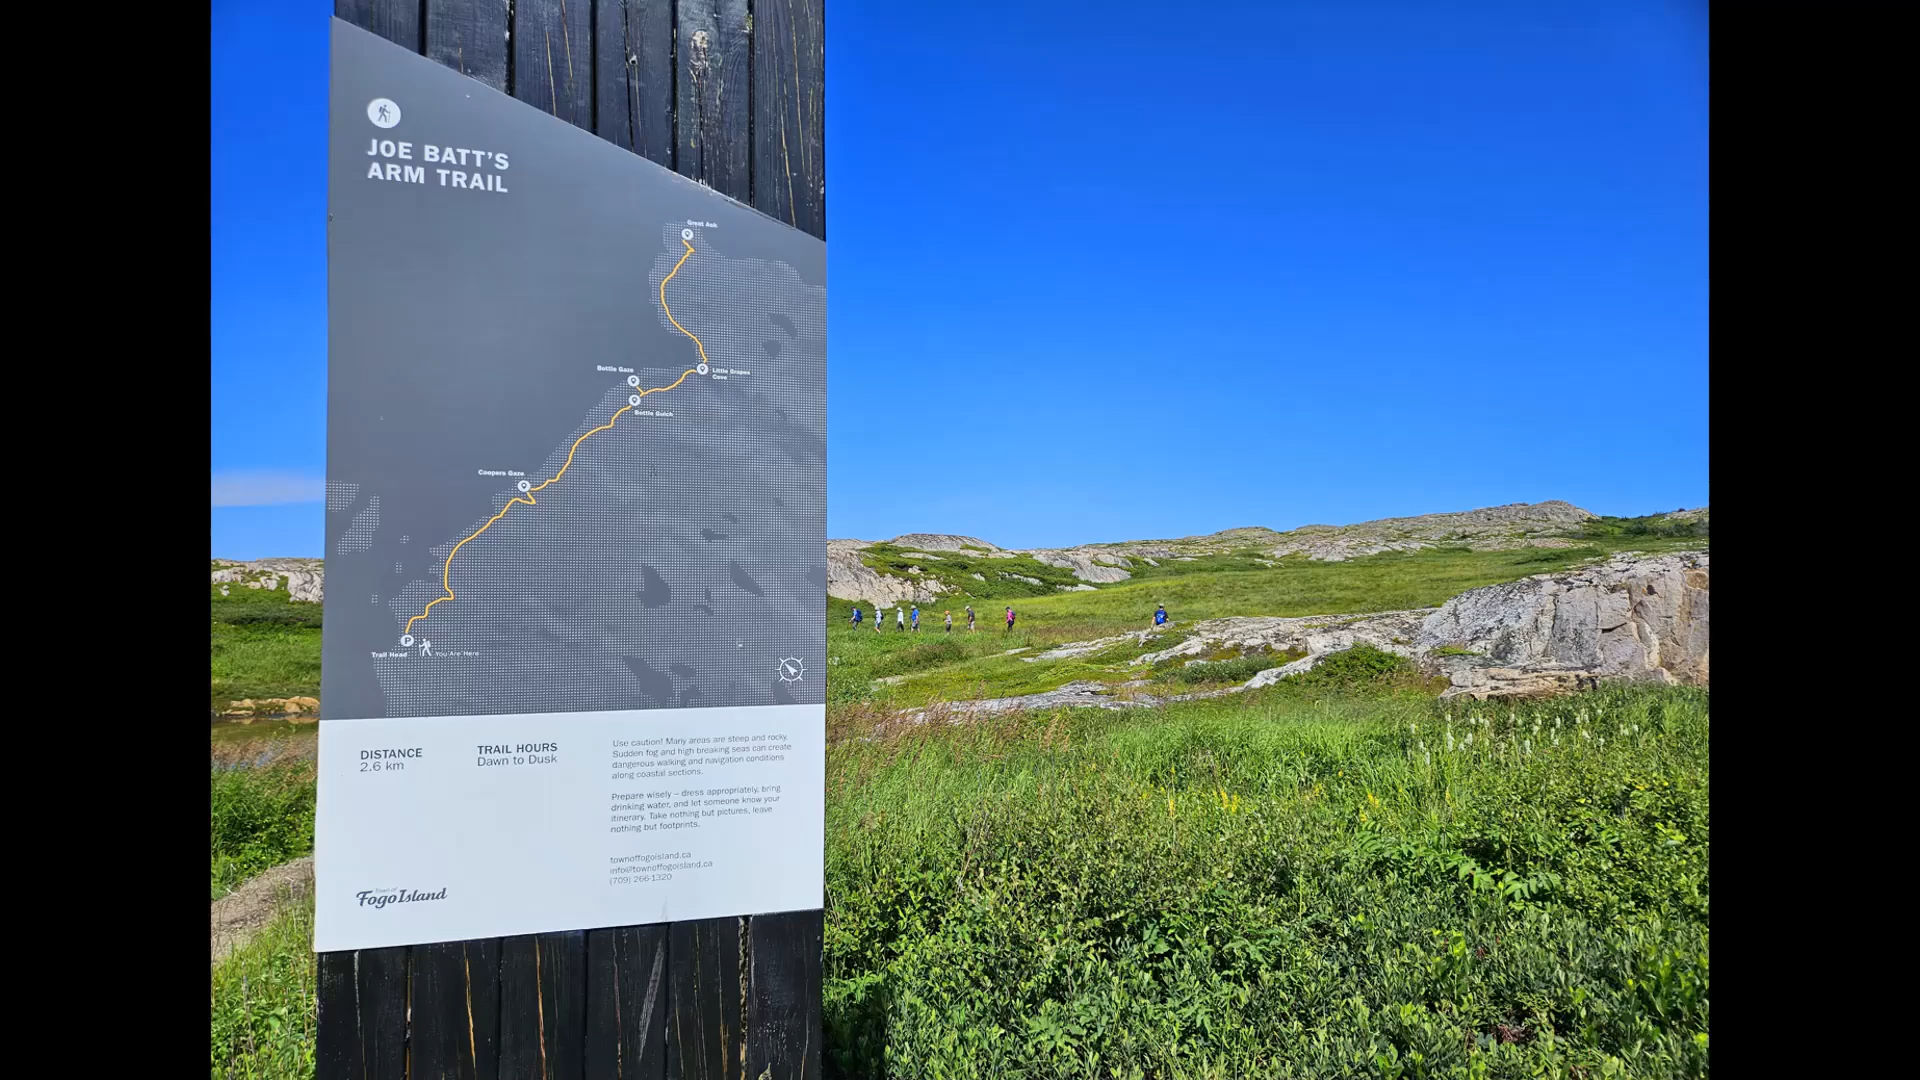 JOE BATT'S
ARM TRAIL
Great Auk
Little Grapes
Cove
Bottle Gaze
Bottle Gulch
Coopers Gaze
P
Trail Head
You Are Here
DISTANCE
2.6 km
TRAIL HOURS
Dawn to Dusk
Use caution! Many areas are steep and rocky.
Sudden fog and high breaking seas can create
dangerous walking and navigation conditions
along coastal sections.
Prepare wisely – dress appropriately, bring
drinking water, and let someone know your
itinerary. Take nothing but pictures, leave
nothing but footprints.
townoffogoisland.ca
info@townoffogoisland.ca
(709) 266-1320
Town of
Fogo Island